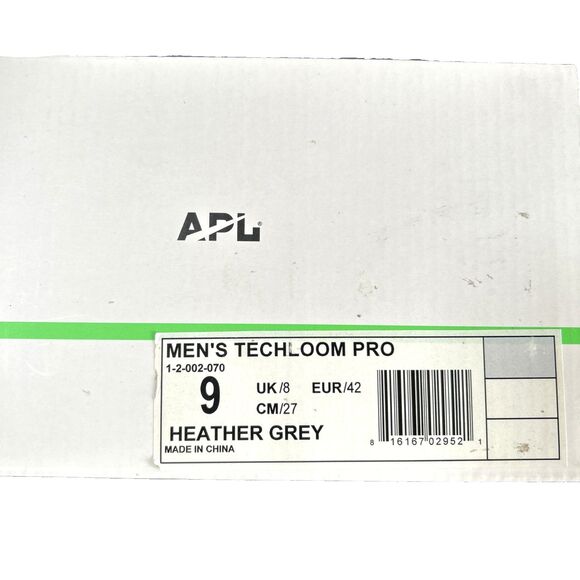 APL®
MEN'S TECHLOOM PRO
1-2-002-070
9 UK/8 EUR/42
CM/27
HEATHER GREY
MADE IN CHINA
8 16167 02952 1